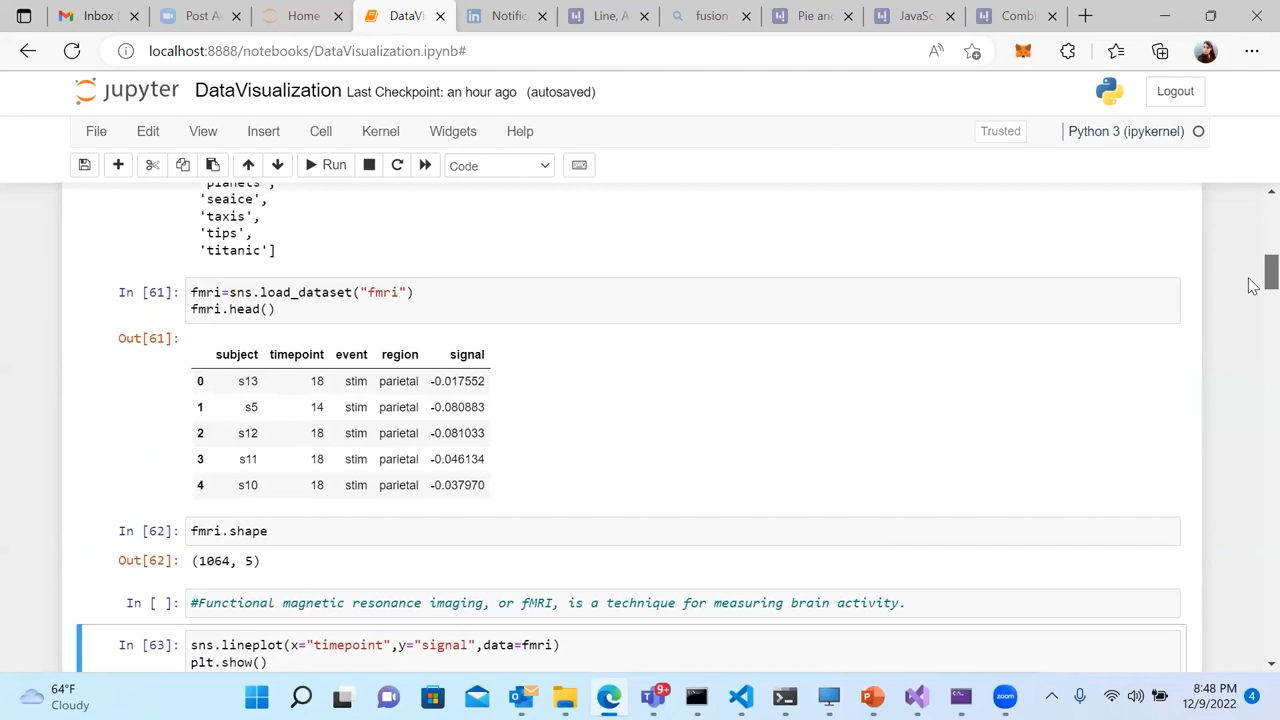 Inbox
Post A
Home
DataVi
Notific
Line, A
fusion
Pie and
JavaSc
Combi
localhost:8888/notebooks/DataVisualization.ipynb#
jupyter DataVisualization Last Checkpoint: an hour ago (autosaved)
Logout
File Edit View Insert Cell Kernel Widgets Help
Trusted
Python 3 (ipykernel)
Run
Code
'planets',
'seaice',
'taxis',
'tips',
'titanic']
In [61]: fmri=sns.load_dataset("fmri")
fmri.head()
Out[61]:
subject timepoint event region signal
0 s13 18 stim parietal -0.017552
1 s5 14 stim parietal -0.080883
2 s12 18 stim parietal -0.081033
3 s11 18 stim parietal -0.046134
4 s10 18 stim parietal -0.037970
In [62]: fmri.shape
Out[62]: (1064, 5)
In [ ]: #Functional magnetic resonance imaging, or fMRI, is a technique for measuring brain activity.
In [63]: sns.lineplot(x="timepoint",y="signal",data=fmri)
plt.show()
64°F
Cloudy
9+
zoom
8:48 PM
12/9/2022
4